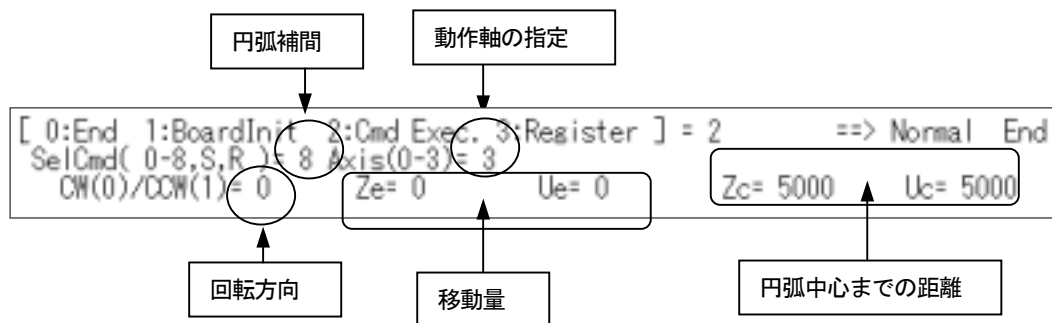 円弧補間
動作軸の指定
[ 0:End 1:BoardInit 2:Cmd Exec. 3:Register ] = 2 ==> Normal End
SelCmd( 0-8,S,R )= 8 Axis(0-3)= 3
CW(0)/CCW(1)= 0 Ze= 0 Ue= 0 Zc= 5000 Uc= 5000
回転方向
移動量
円弧中心までの距離